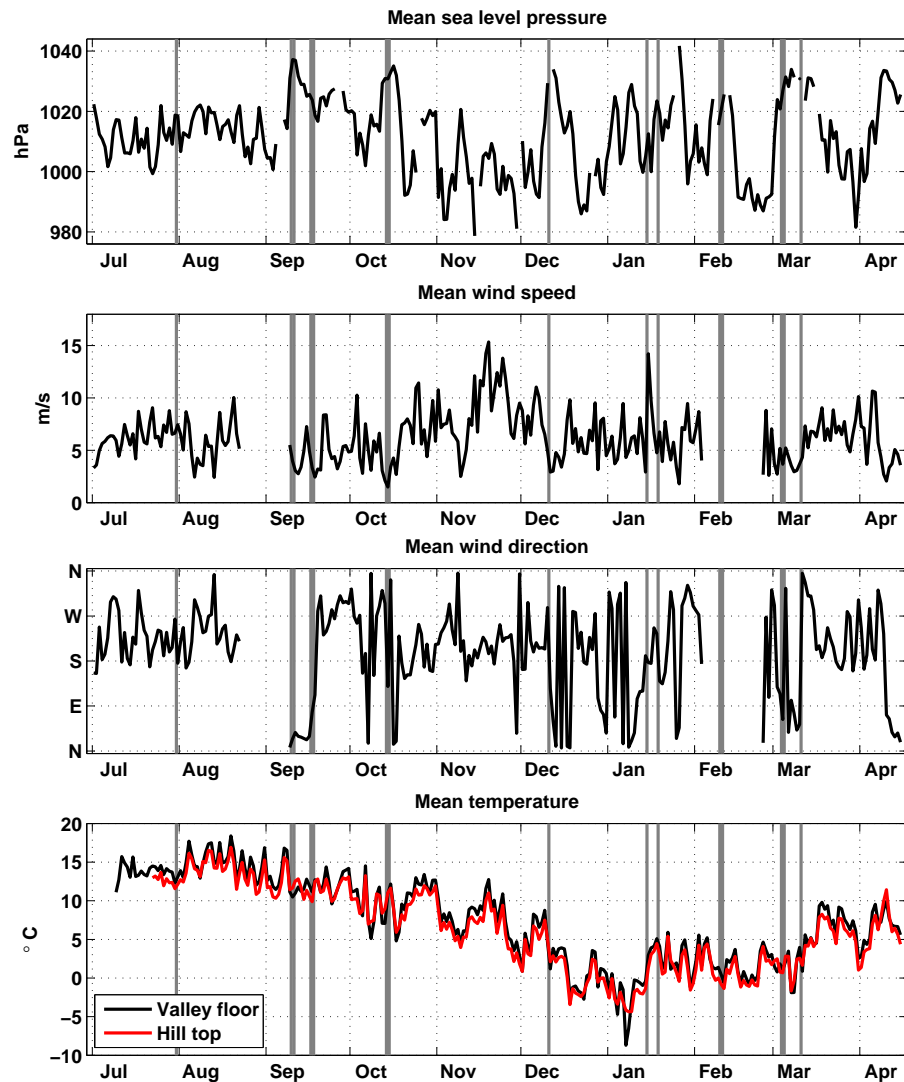 Mean sea level pressure
1040
1020
1000
980
hPa
Jul Aug Sep Oct Nov Dec Jan Feb Mar Apr
Mean wind speed
15
10
5
0
m/s
Jul Aug Sep Oct Nov Dec Jan Feb Mar Apr
Mean wind direction
N
W
S
E
N
Jul Aug Sep Oct Nov Dec Jan Feb Mar Apr
Mean temperature
20
15
10
5
0
−5
−10
° C
Valley floor
Hill top
Jul Aug Sep Oct Nov Dec Jan Feb Mar Apr